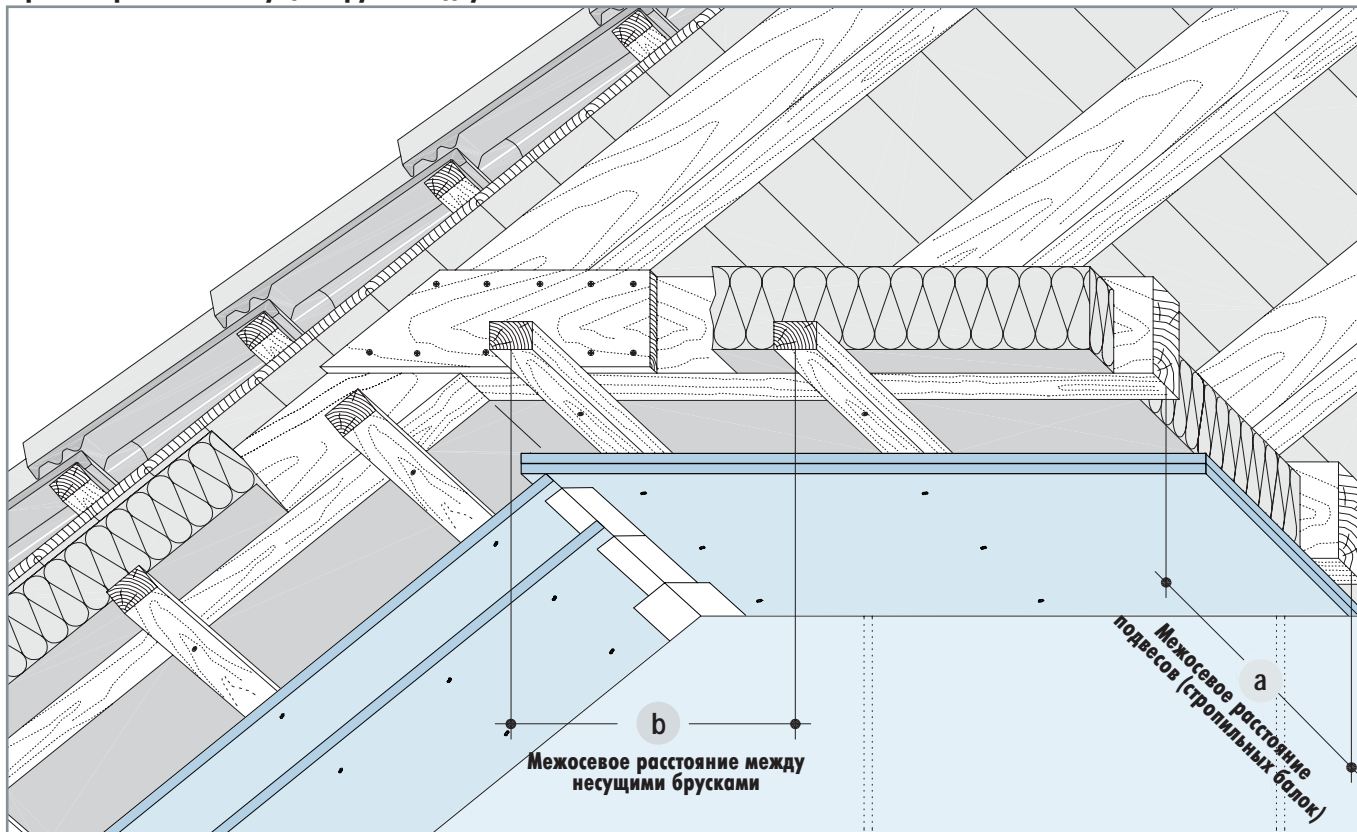 b
Межосевое расстояние между
несущими брусками
a
Межосевое расстояние
подвесов (стропильных балок)